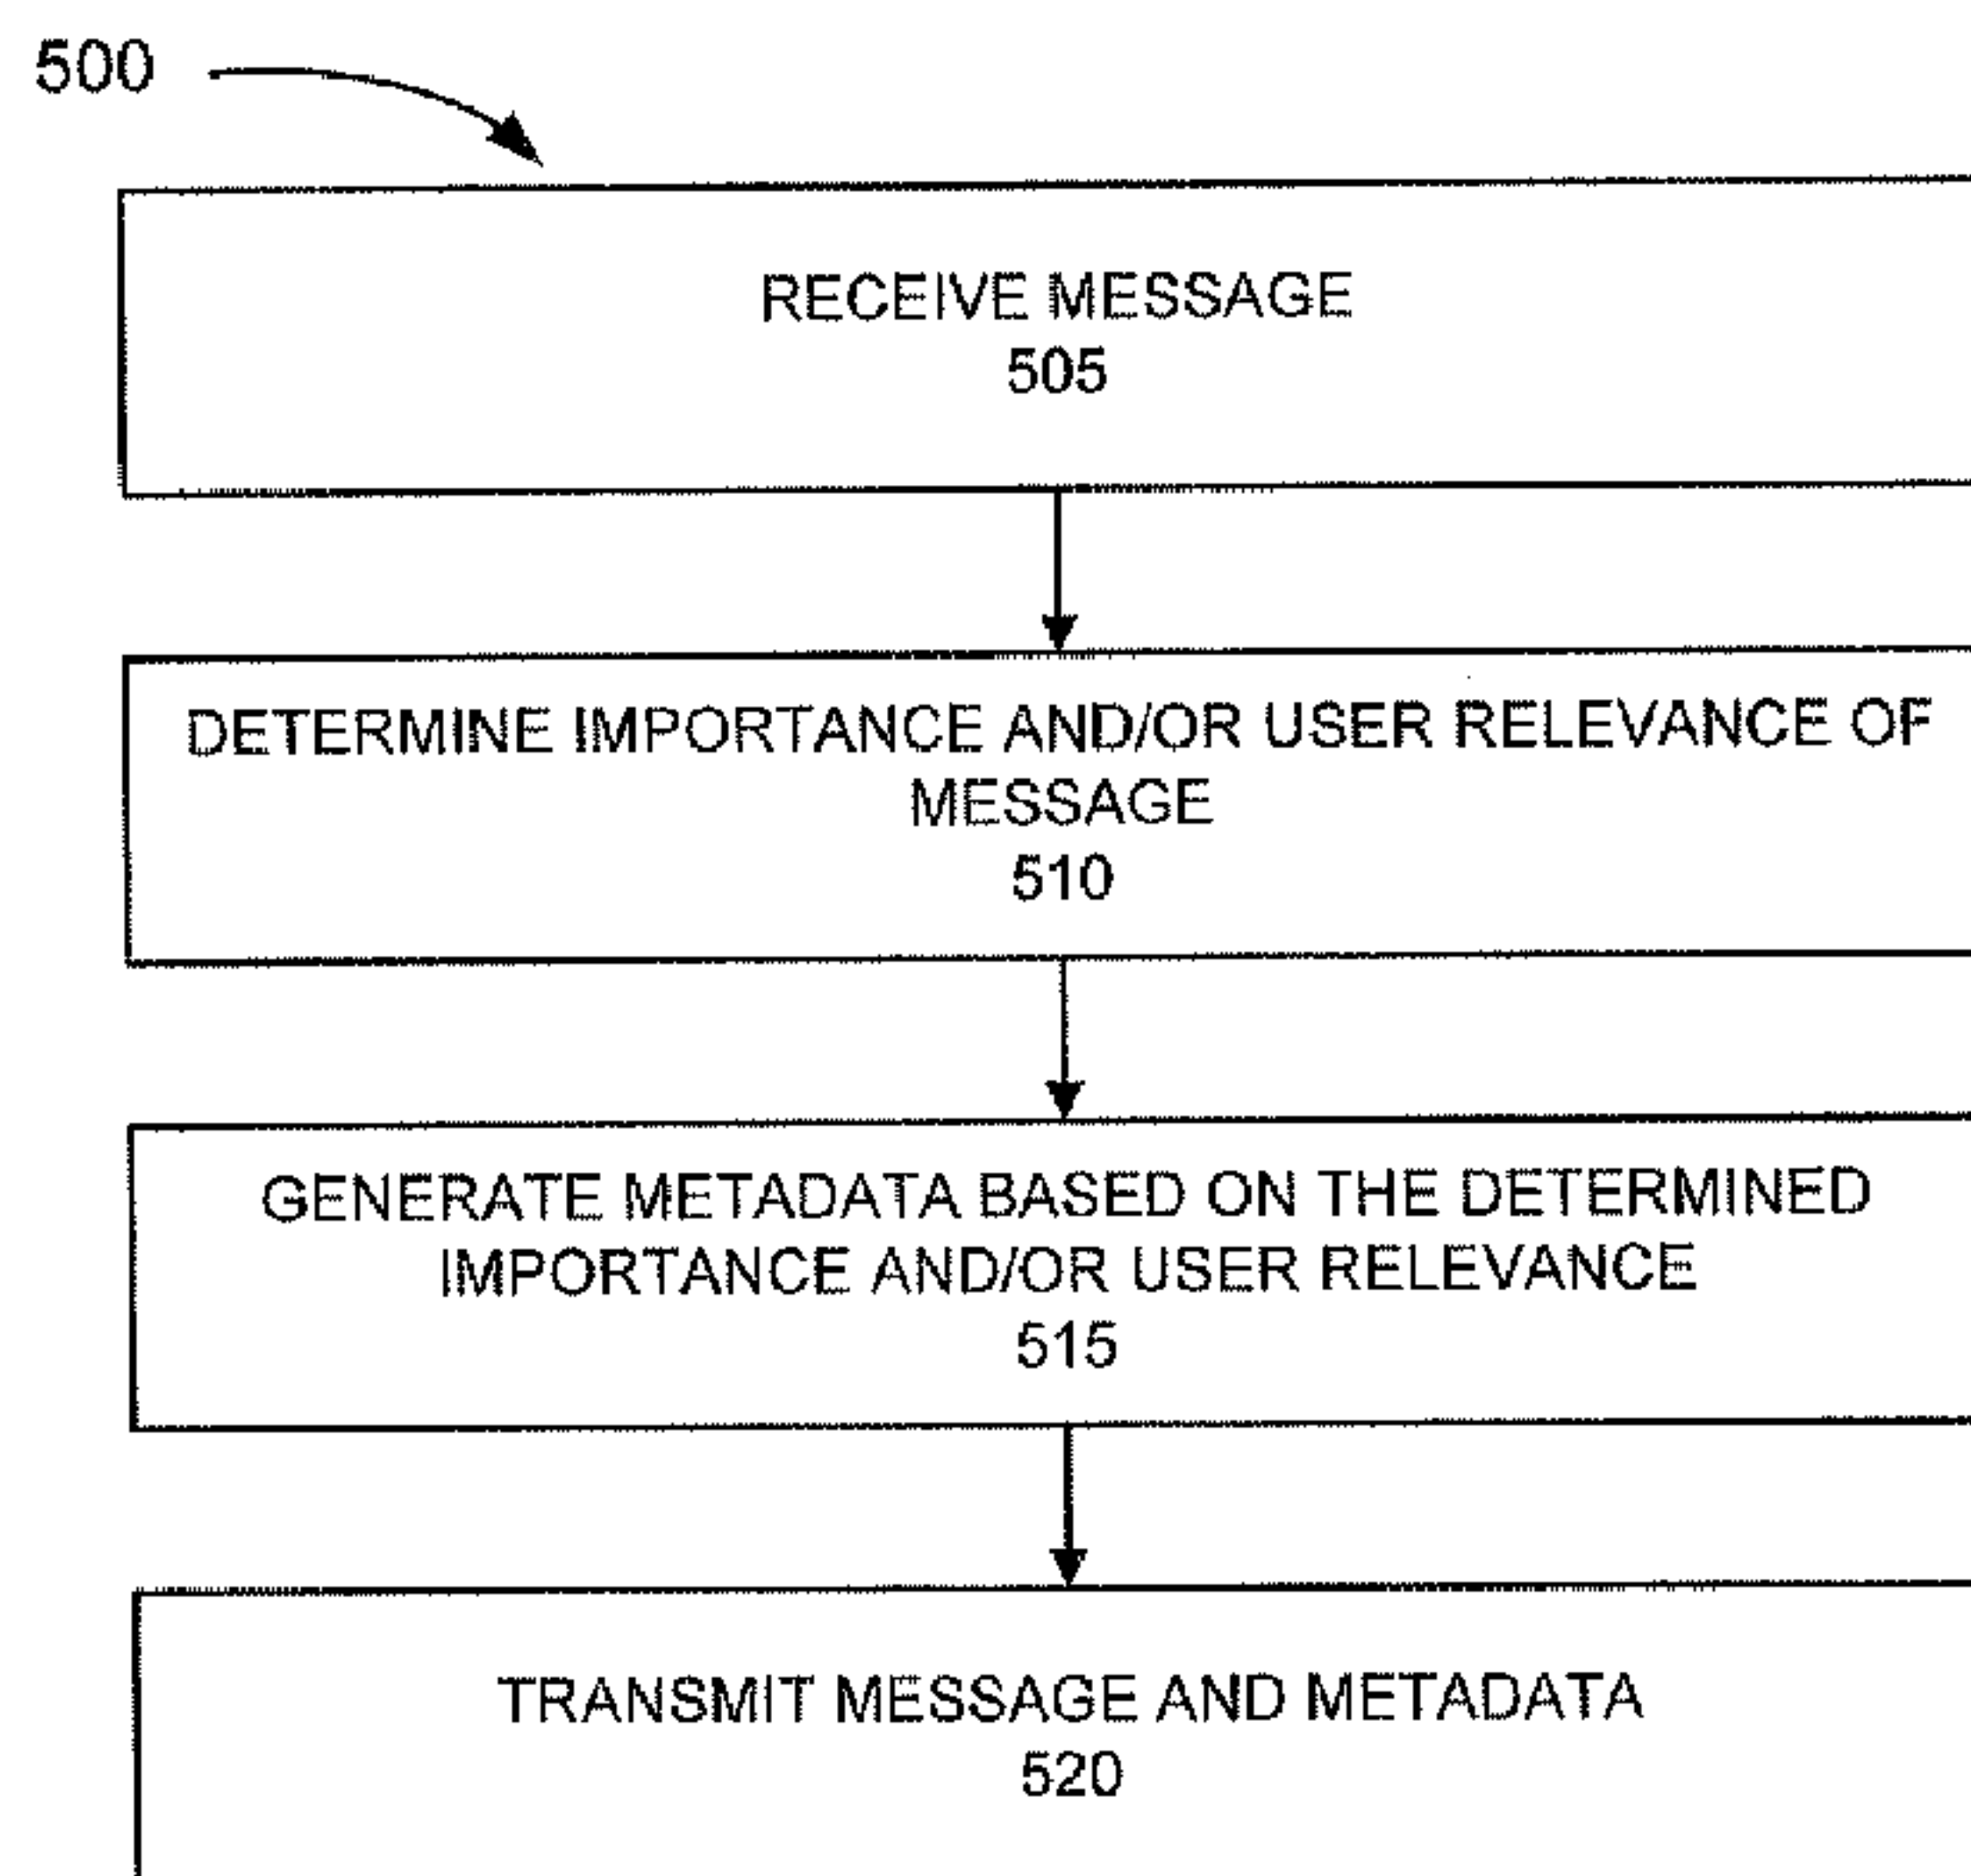 500
RECEIVE MESSAGE
505
DETERMINE IMPORTANCE AND/OR USER RELEVANCE OF
MESSAGE
510
GENERATE METADATA BASED ON THE DETERMINED
IMPORTANCE AND/OR USER RELEVANCE
515
TRANSMIT MESSAGE AND METADATA
520